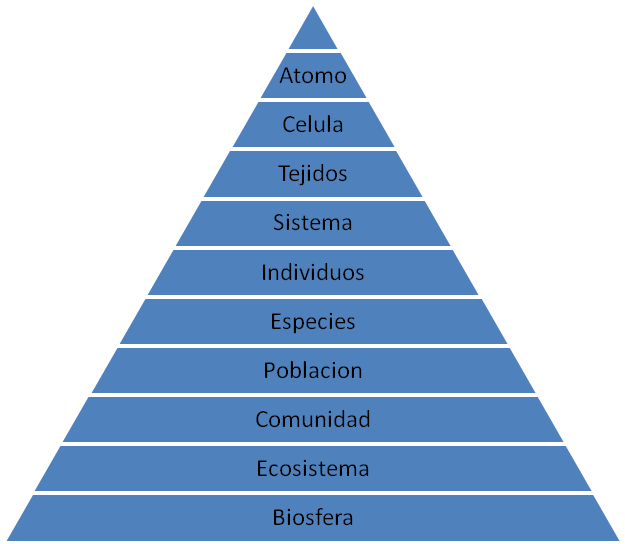 Atomo
Celula
Tejidos
Sistema
Individuos
Especies
Poblacion
Comunidad
Ecosistema
Biosfera